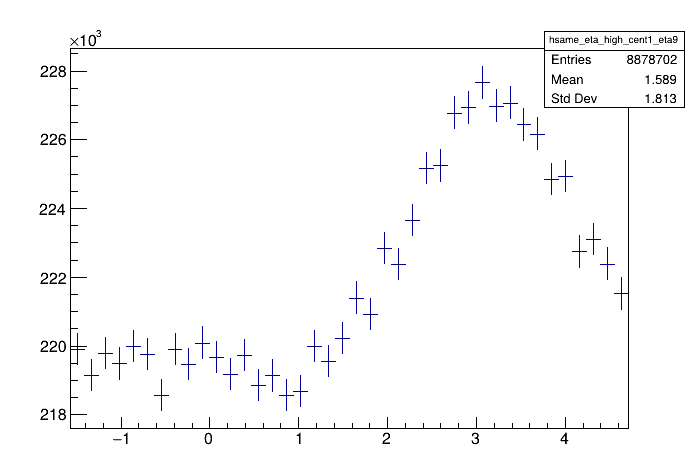 ×10³
hsame_eta_high_cent1_eta9
Entries 8878702
Mean 1.589
Std Dev 1.813
228
226
224
222
220
218
−1 0 1 2 3 4